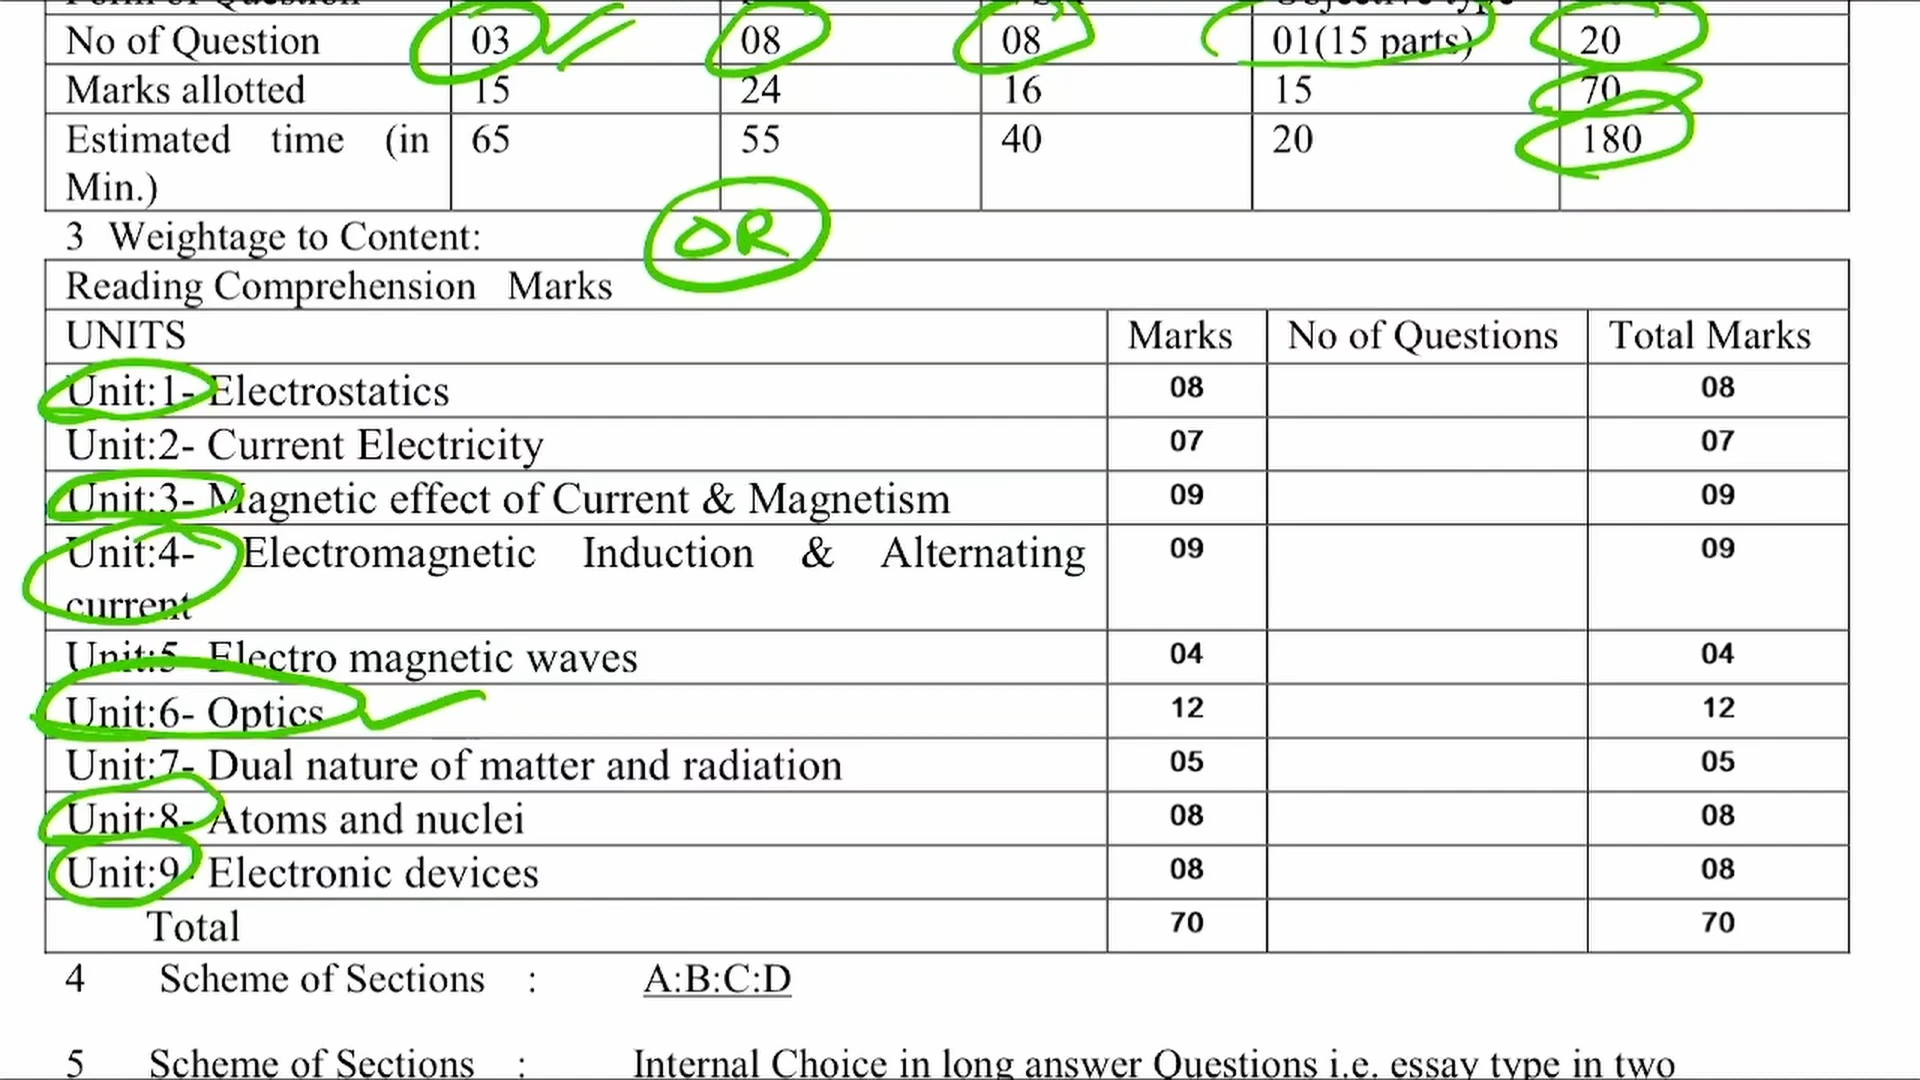 No of Question 03 08 08 01(15 parts) 20
Marks allotted 15 24 16 15 70
Estimated time (in 65 55 40 20 180
Min.)
3 Weightage to Content:
OR
Reading Comprehension Marks
UNITS Marks No of Questions Total Marks
Unit:1- Electrostatics 08 08
Unit:2- Current Electricity 07 07
Unit:3- Magnetic effect of Current & Magnetism 09 09
Unit:4- Electromagnetic Induction & Alternating 09 09
current
Unit:5- Electro magnetic waves 04 04
Unit:6- Optics 12 12
Unit:7- Dual nature of matter and radiation 05 05
Unit:8- Atoms and nuclei 08 08
Unit:9- Electronic devices 08 08
Total 70 70
4 Scheme of Sections : A:B:C:D
5 Scheme of Sections : Internal Choice in long answer Questions i.e. essay type in two